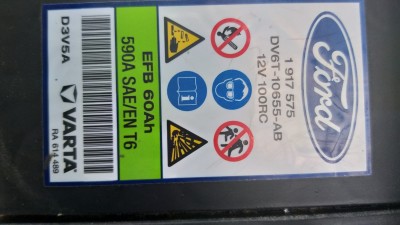 Ford
1 917 575
DV6T-10655-AB
12V 100RC
EFB 60Ah
590A SAE/EN T6
D3V5A
VARTA
RA 614 489